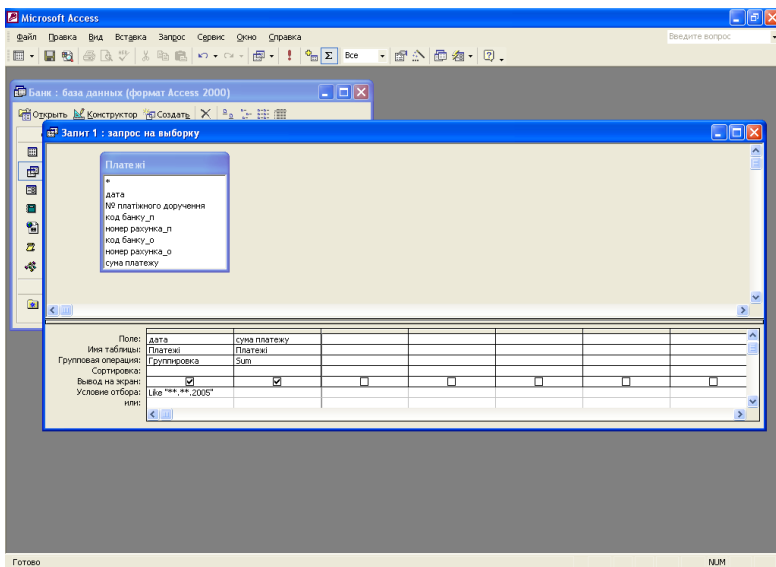 Microsoft Access
Файл Правка Вид Вставка Запрос Сервис Окно Справка
Введите вопрос
Все
Банк : база данных (формат Access 2000)
Открыть Конструктор Создать
Запит 1 : запрос на выборку
Платежі
*
дата
№ платіжного доручення
код банку_п
номер рахунка_п
код банку_о
номер рахунка_о
сума платежу
Поле: дата сума платежу
Имя таблицы: Платежі Платежі
Групповая операция: Группировка Sum
Сортировка:
Вывод на экран:
Условие отбора: Like "**.**.2005"
или:
Готово
NUM